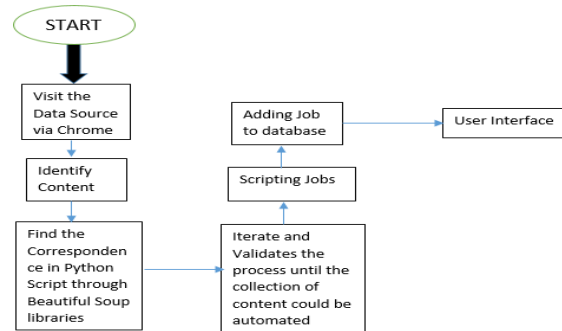 START
Visit the
Data Source
via Chrome
Identify
Content
Find the
Corresponden
ce in Python
Script through
Beautiful Soup
libraries
Iterate and
Validates the
process until the
collection of
content could be
automated
Scripting Jobs
Adding Job
to database
User Interface